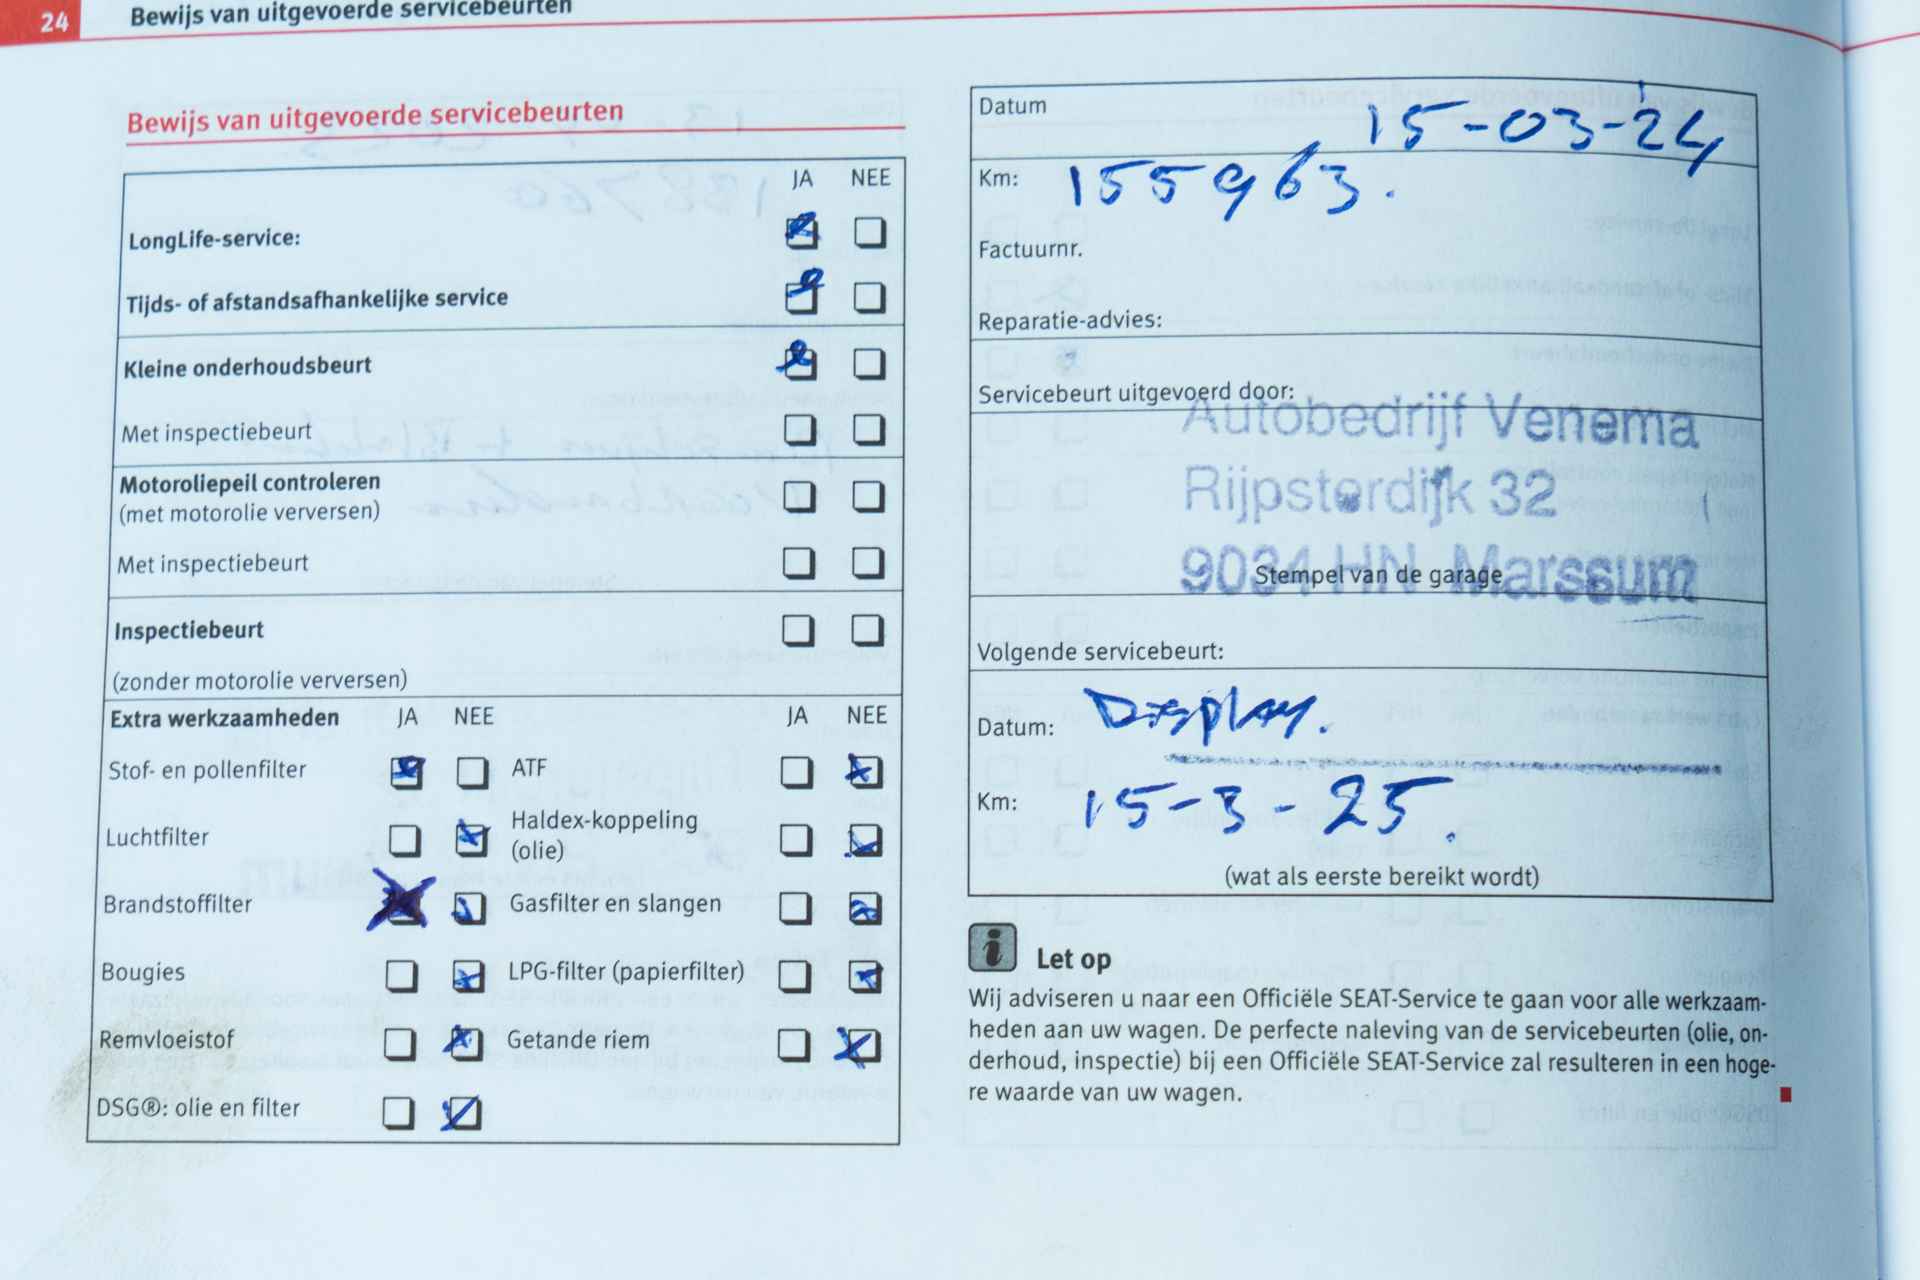 24 Bewijs van uitgevoerde servicebeurten
Bewijs van uitgevoerde servicebeurten
JA NEE
LongLife-service:
Tijds- of afstandsafhankelijke service
Kleine onderhoudsbeurt
Met inspectiebeurt
Motoroliepeil controleren
(met motorolie verversen)
Met inspectiebeurt
Inspectiebeurt
(zonder motorolie verversen)
Extra werkzaamheden JA NEE JA NEE
Stof- en pollenfilter ATF
Luchtfilter Haldex-koppeling
(olie)
Brandstoffilter Gasfilter en slangen
Bougies LPG-filter (papierfilter)
Remvloeistof Getande riem
DSG®: olie en filter
Datum 15-03-24
Km: 155963.
Factuurnr.
Reparatie-advies:
Servicebeurt uitgevoerd door:
Autobedrijf Venema
Rijpsterdijk 32
9034 HN Marssum
Stempel van de garage
Volgende servicebeurt:
Datum: Display.
Km: 15-3-25.
(wat als eerste bereikt wordt)
i Let op
Wij adviseren u naar een Officiële SEAT-Service te gaan voor alle werkzaam-
heden aan uw wagen. De perfecte naleving van de servicebeurten (olie, on-
derhoud, inspectie) bij een Officiële SEAT-Service zal resulteren in een hoge-
re waarde van uw wagen.